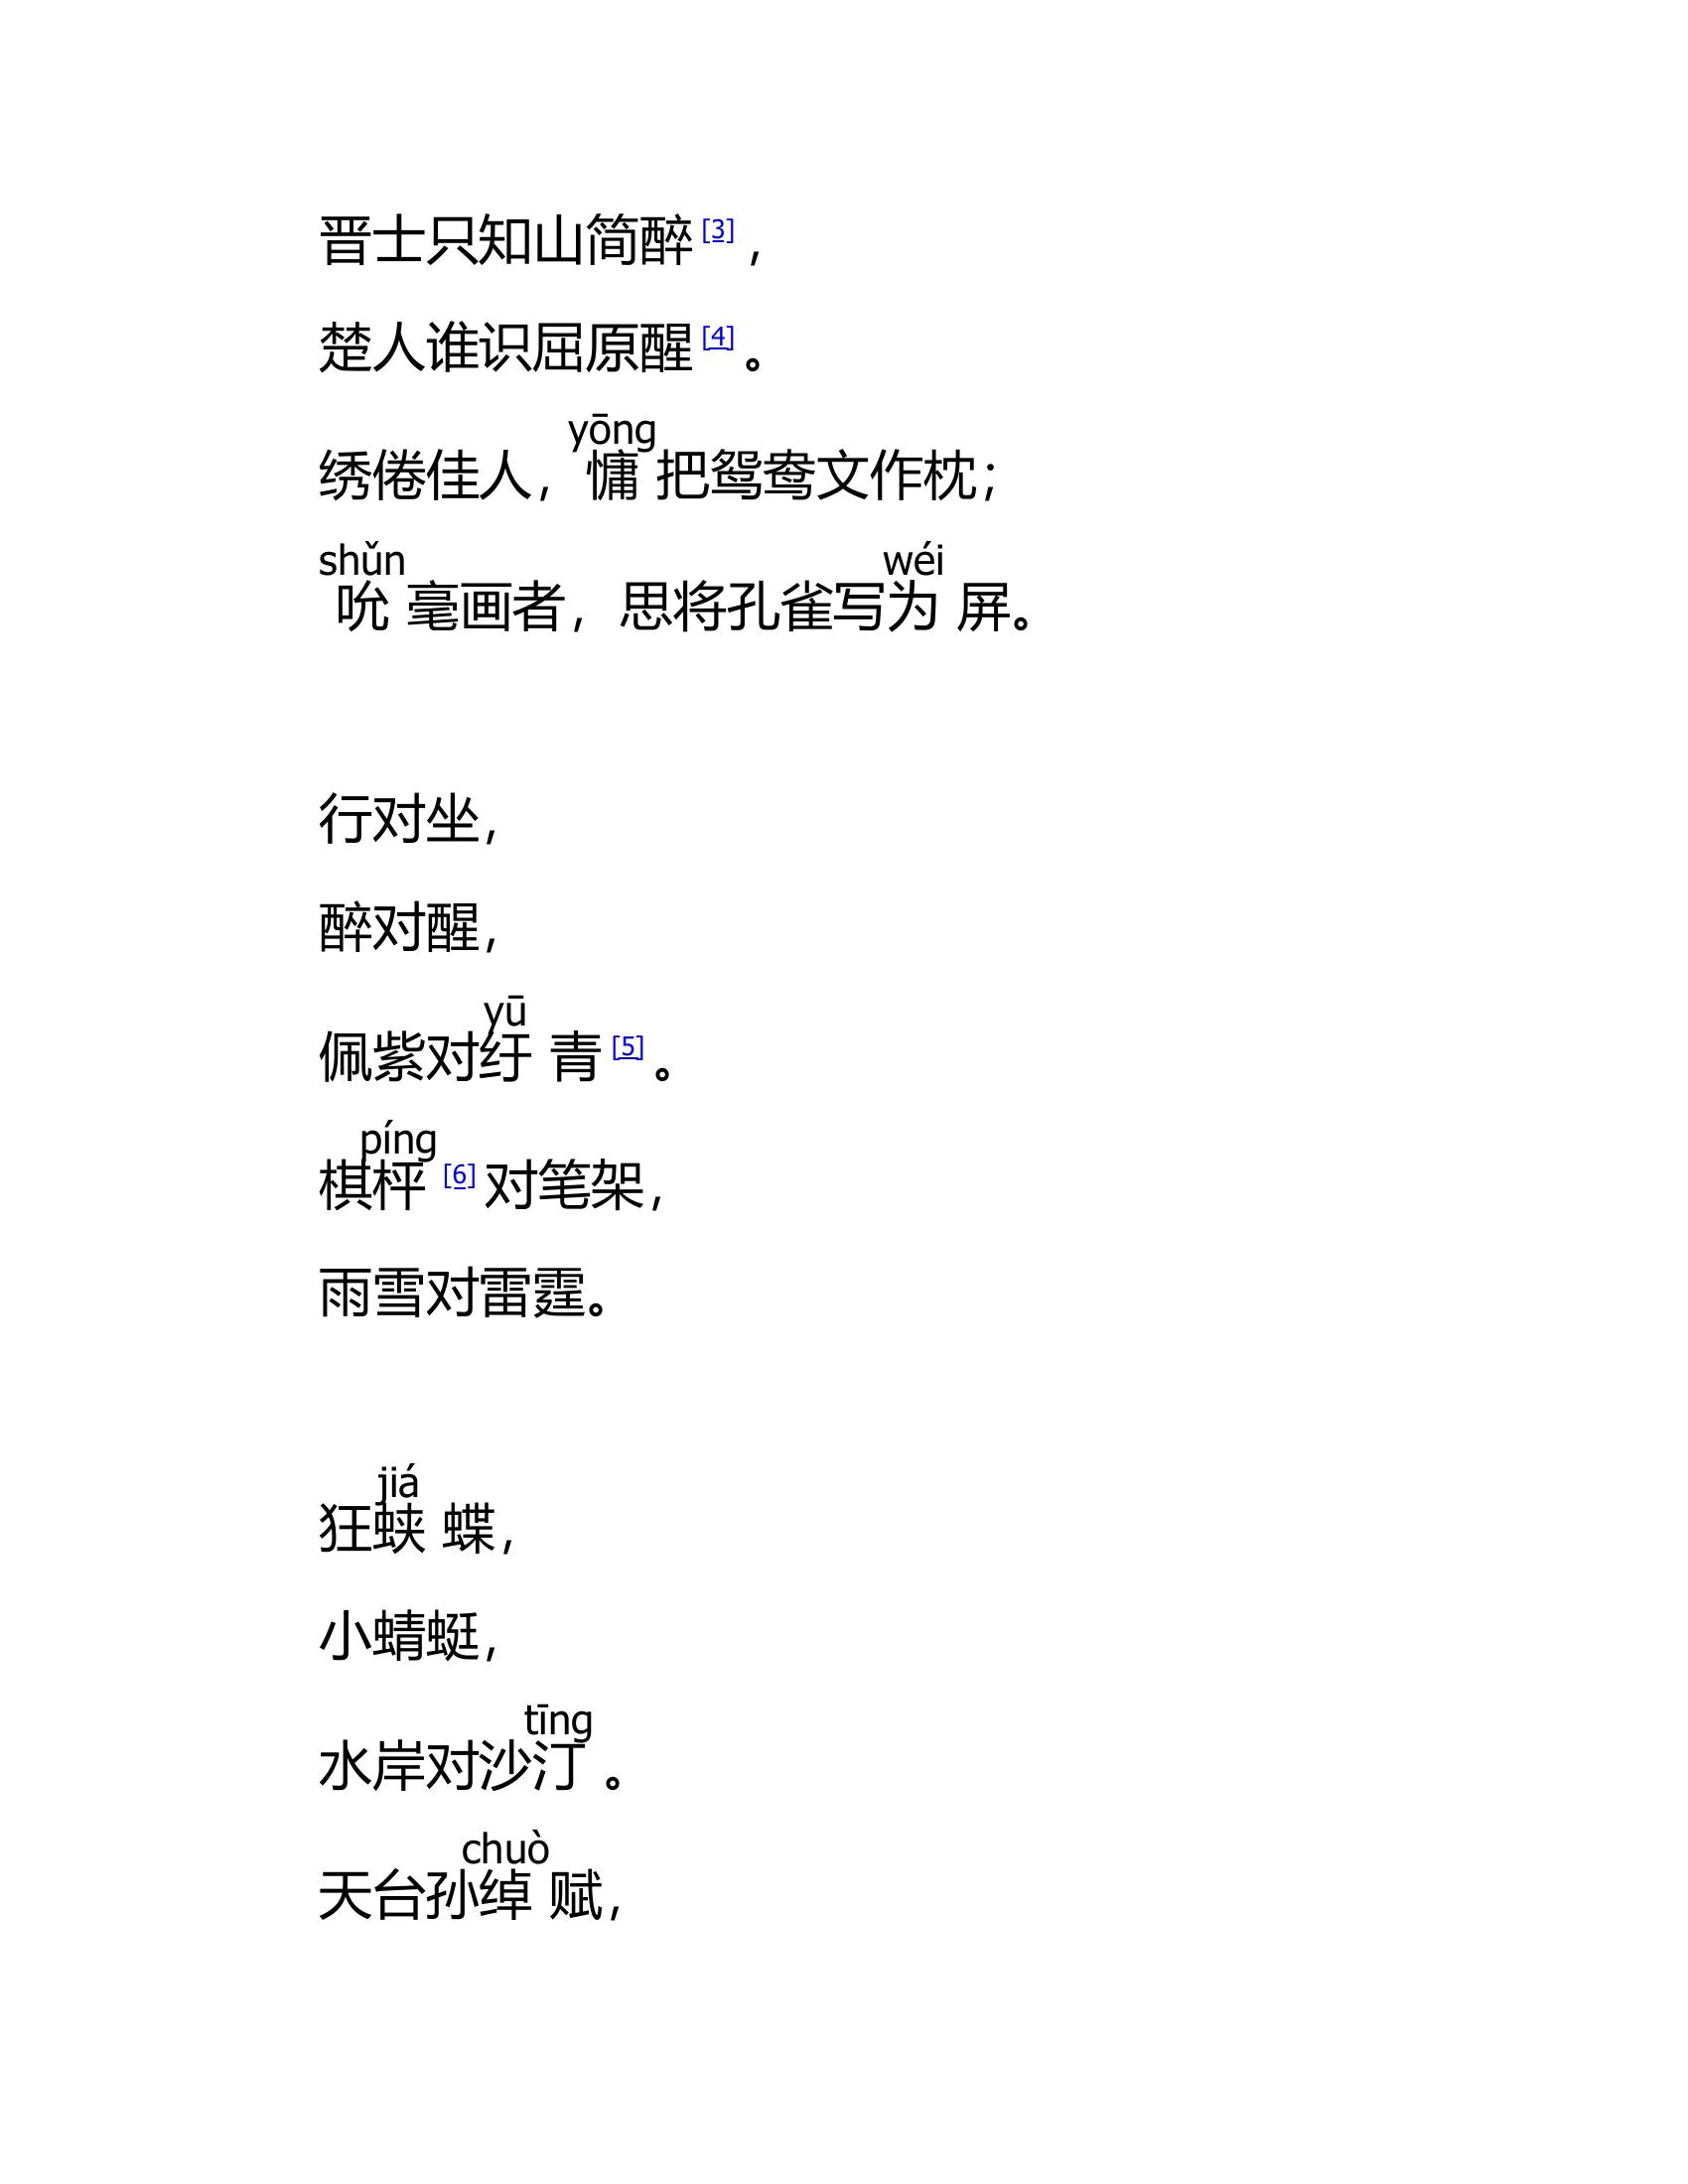 晋士只知山简醉[3]，
楚人谁识屈原醒[4]。
yōng
绣倦佳人，慵把鸳鸯文作枕；
shǔn wéi
吮毫画者，思将孔雀写为屏。
行对坐，
醉对醒，
yū
佩紫对纡青[5]。
píng
棋枰[6]对笔架，
雨雪对雷霆。
jiá
狂蛱蝶，
小蜻蜓，
tīng
水岸对沙汀。
chuò
天台孙绰赋，